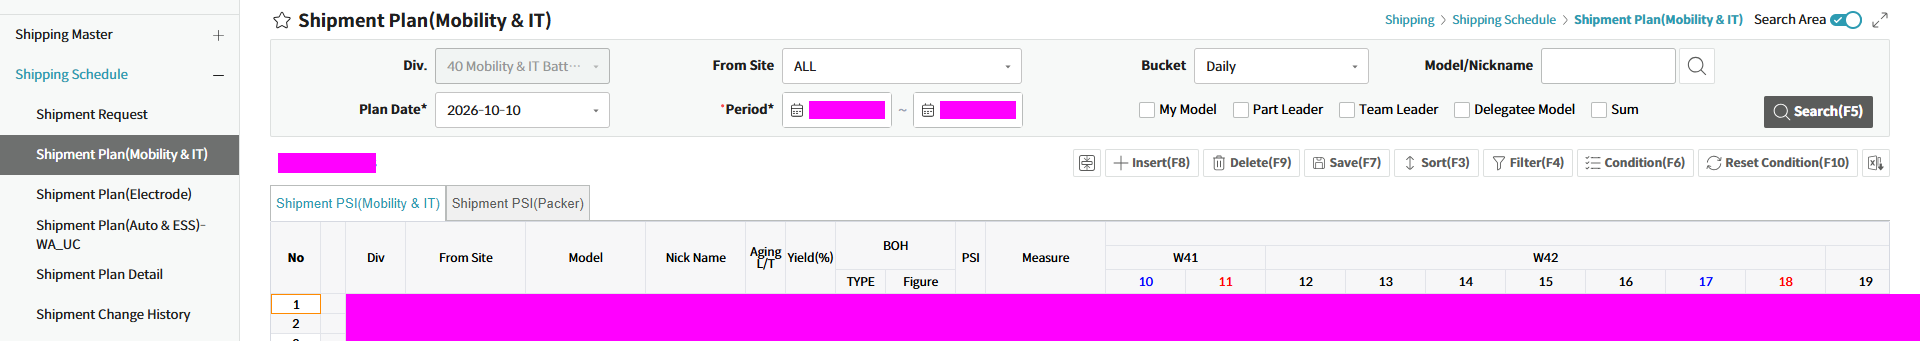 Shipping Master
Shipping Schedule
Shipment Request
Shipment Plan(Mobility & IT)
Shipment Plan(Electrode)
Shipment Plan(Auto & ESS)-
WA_UC
Shipment Plan Detail
Shipment Change History
Shipment Plan(Mobility & IT)
Shipping > Shipping Schedule > Shipment Plan(Mobility & IT) Search Area
Div. 40 Mobility & IT Batt··· From Site ALL Bucket Daily Model/Nickname
Plan Date* 2026-10-10 *Period* ~ My Model Part Leader Team Leader Delegatee Model Sum Search(F5)
Insert(F8) Delete(F9) Save(F7) Sort(F3) Filter(F4) Condition(F6) Reset Condition(F10)
Shipment PSI(Mobility & IT) Shipment PSI(Packer)
No Div From Site Model Nick Name Aging L/T Yield(%) BOH PSI Measure W41 W42
TYPE Figure 10 11 12 13 14 15 16 17 18 19
1
2